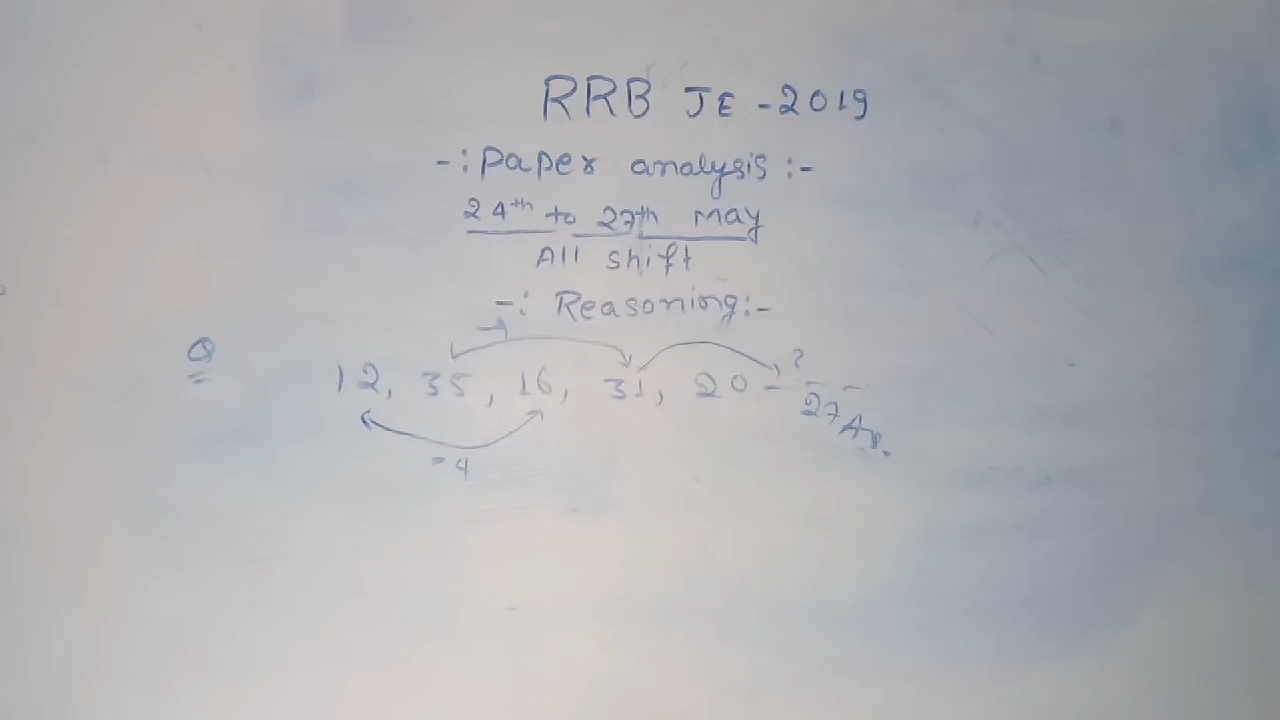 RRB JE - 2019
-: Paper analysis :-
24th to 27th may
All shift
-: Reasoning :-
-4
Q 12, 35, 16, 31, 20 - ?
27 Ans.
= 4